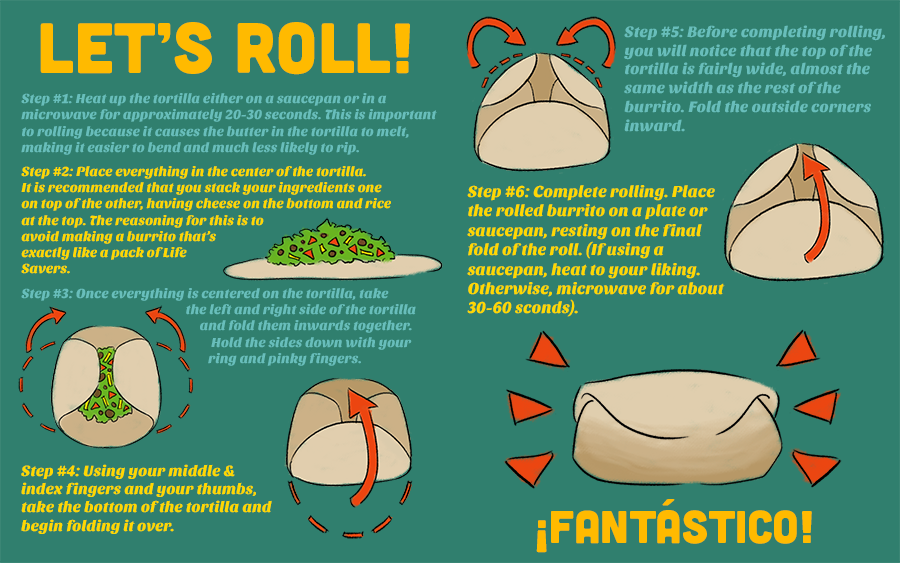 LET'S ROLL!
Step #1: Heat up the tortilla either on a saucepan or in a
microwave for approximately 20-30 seconds. This is important
to rolling because it causes the butter in the tortilla to melt,
making it easier to bend and much less likely to rip.
Step #2: Place everything in the center of the tortilla.
It is recommended that you stack your ingredients one
on top of the other, having cheese on the bottom and rice
at the top. The reasoning for this is to
avoid making a burrito that's
exactly like a pack of Life
Savers.
Step #3: Once everything is centered on the tortilla, take
the left and right side of the tortilla
and fold them inwards together.
Hold the sides down with your
ring and pinky fingers.
Step #4: Using your middle &
index fingers and your thumbs,
take the bottom of the tortilla and
begin folding it over.
Step #5: Before completing rolling,
you will notice that the top of the
tortilla is fairly wide, almost the
same width as the rest of the
burrito. Fold the outside corners
inward.
Step #6: Complete rolling. Place
the rolled burrito on a plate or
saucepan, resting on the final
fold of the roll. (If using a
saucepan, heat to your liking.
Otherwise, microwave for about
30-60 sconds).
¡FANTÁSTICO!